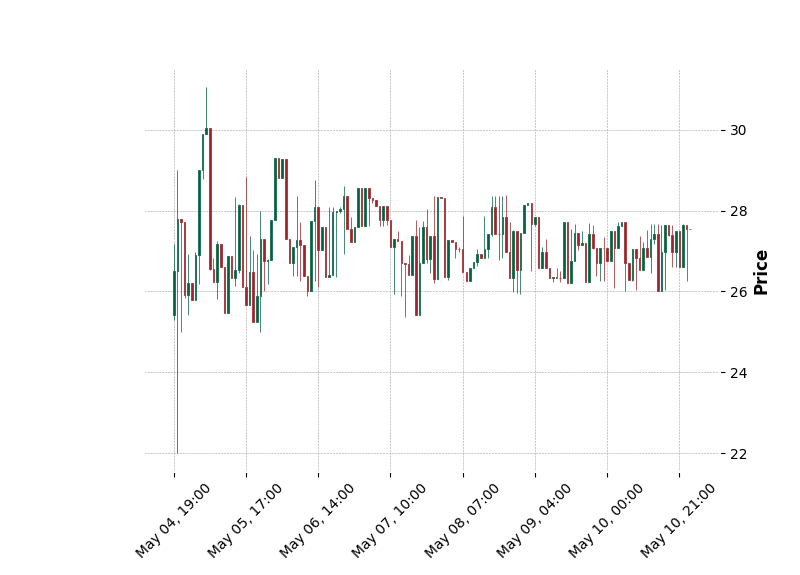 30
28
26
24
22
Price
May 04, 19:00
May 05, 17:00
May 06, 14:00
May 07, 10:00
May 08, 07:00
May 09, 04:00
May 10, 00:00
May 10, 21:00